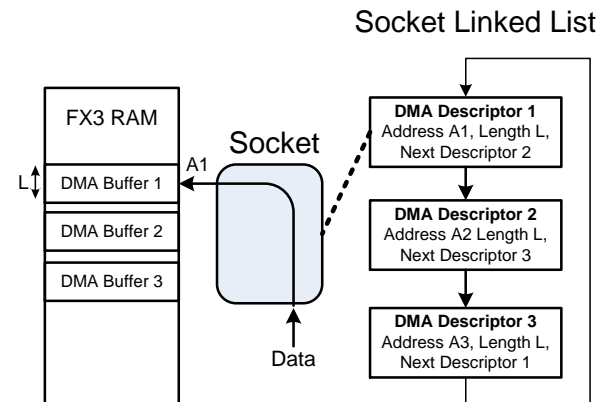 Socket Linked List
FX3 RAM
L
DMA Buffer 1
DMA Buffer 2
DMA Buffer 3
A1
Socket
Data
DMA Descriptor 1
Address A1, Length L,
Next Descriptor 2
DMA Descriptor 2
Address A2 Length L,
Next Descriptor 3
DMA Descriptor 3
Address A3, Length L,
Next Descriptor 1